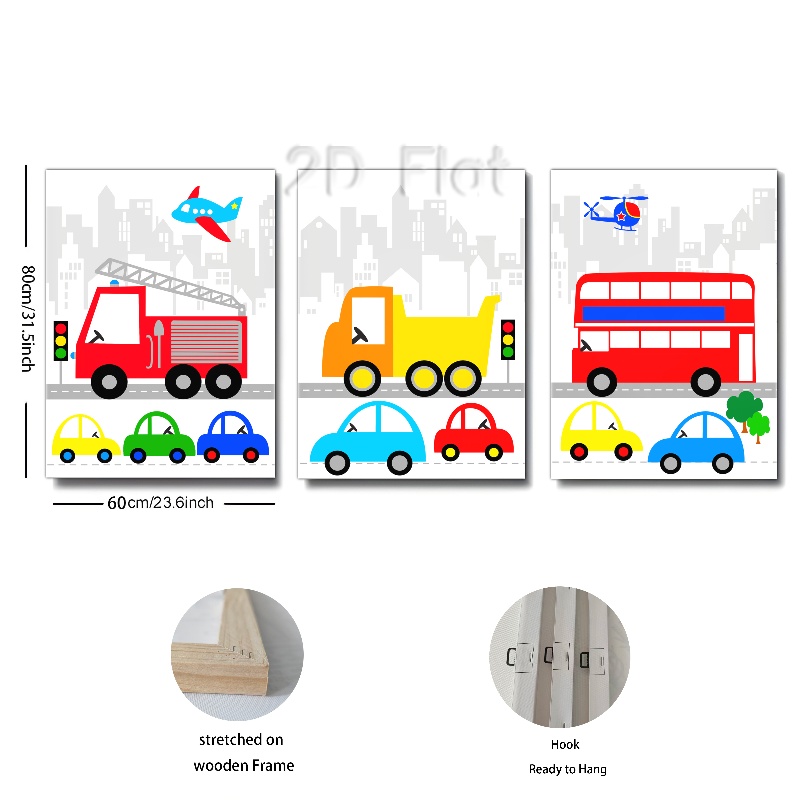 2D Flat
80cm/31.5inch
60cm/23.6inch
stretched on
wooden Frame
Hook
Ready to Hang